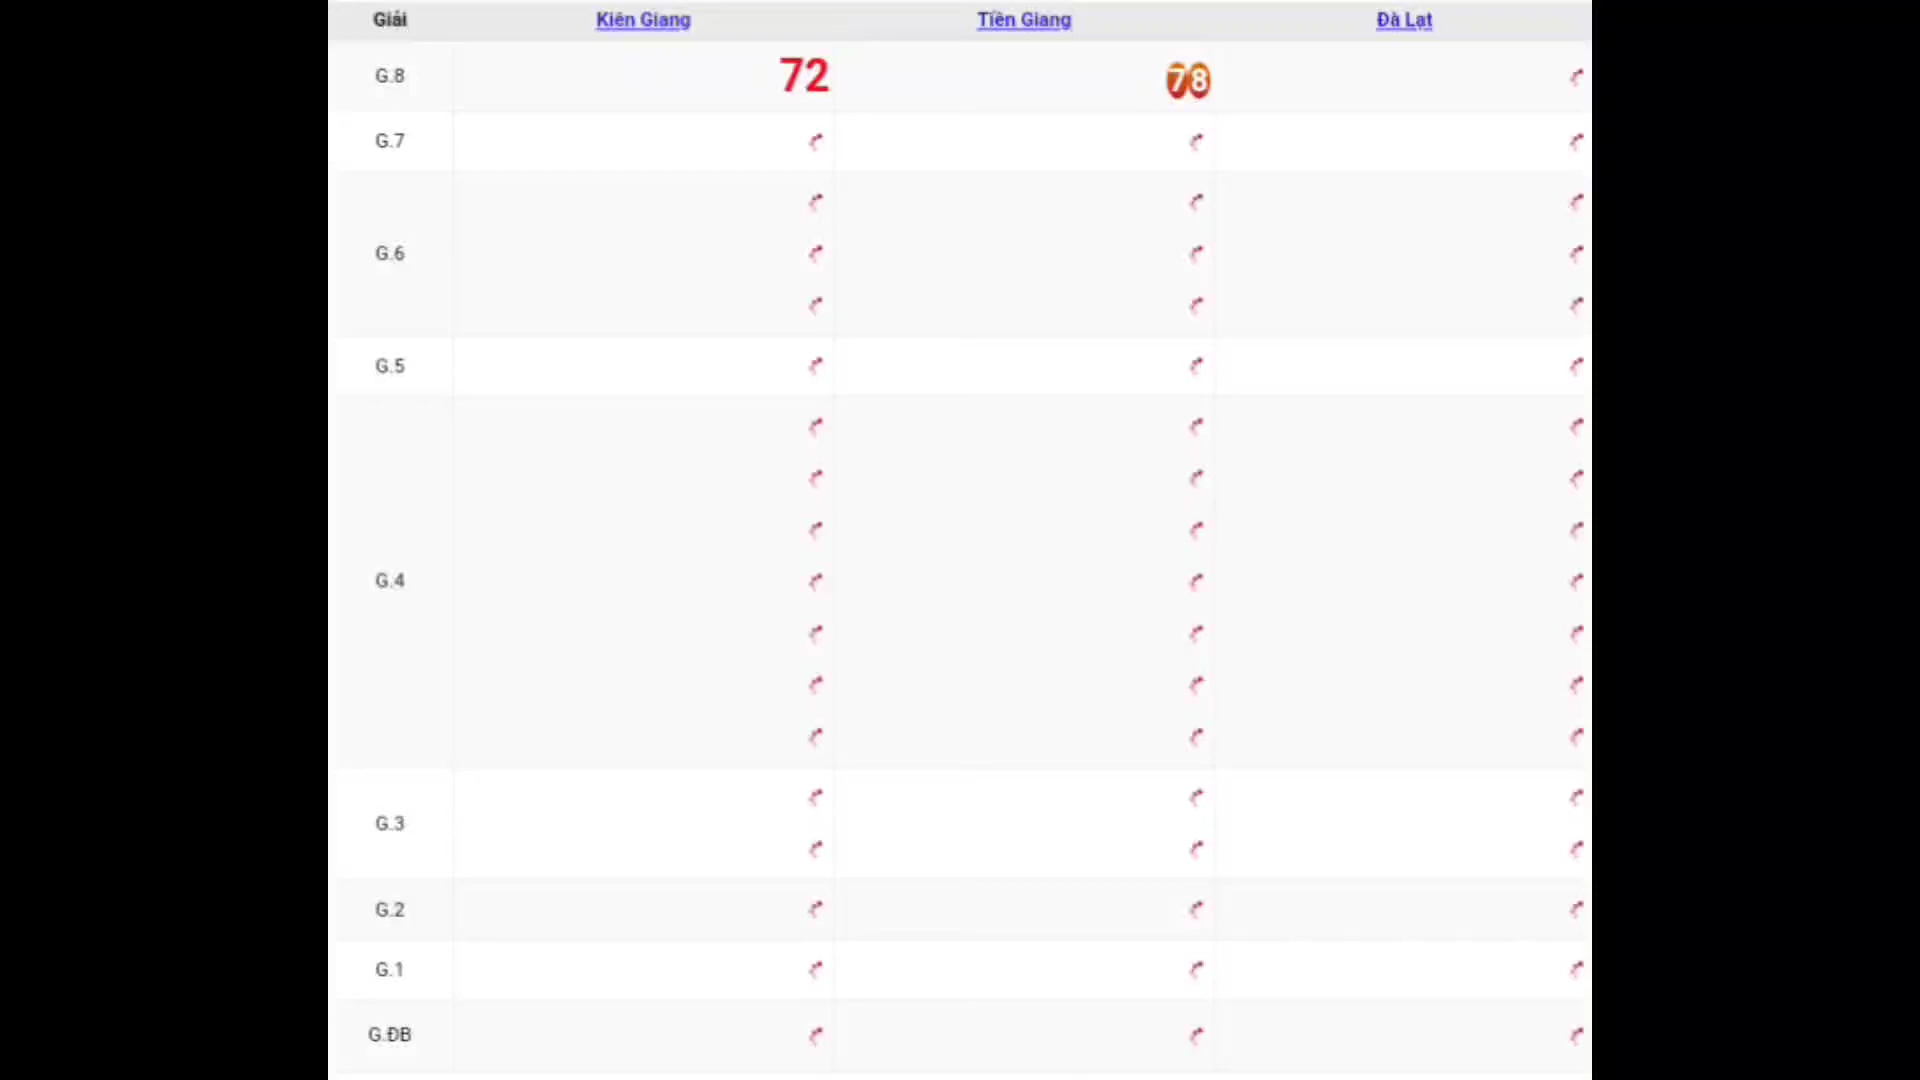 Giải Kiên Giang Tiền Giang Đà Lạt
G.8 72 78
G.7
G.6
G.5
G.4
G.3
G.2
G.1
G.ĐB